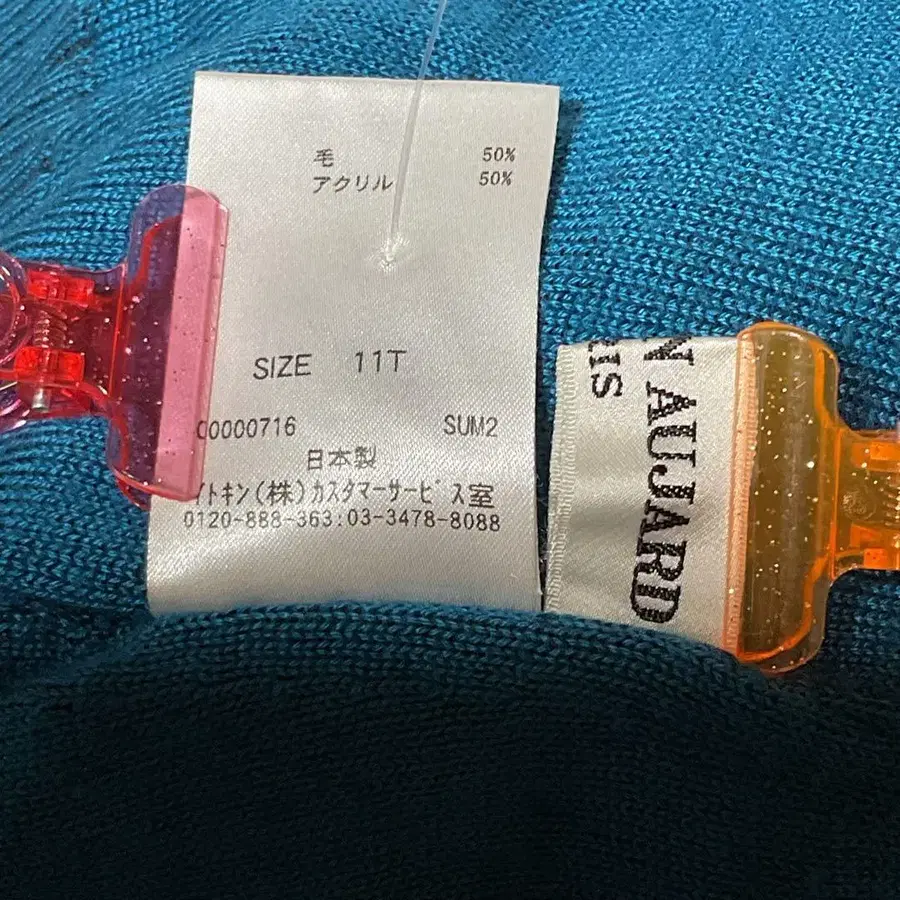 毛 50%
アクリル 50%
SIZE 11T
00000716 SUM2
日本製
イトキン(株)カスタマーサービス室
0120-888-363:03-3478-8088
N AUJARD
RIS